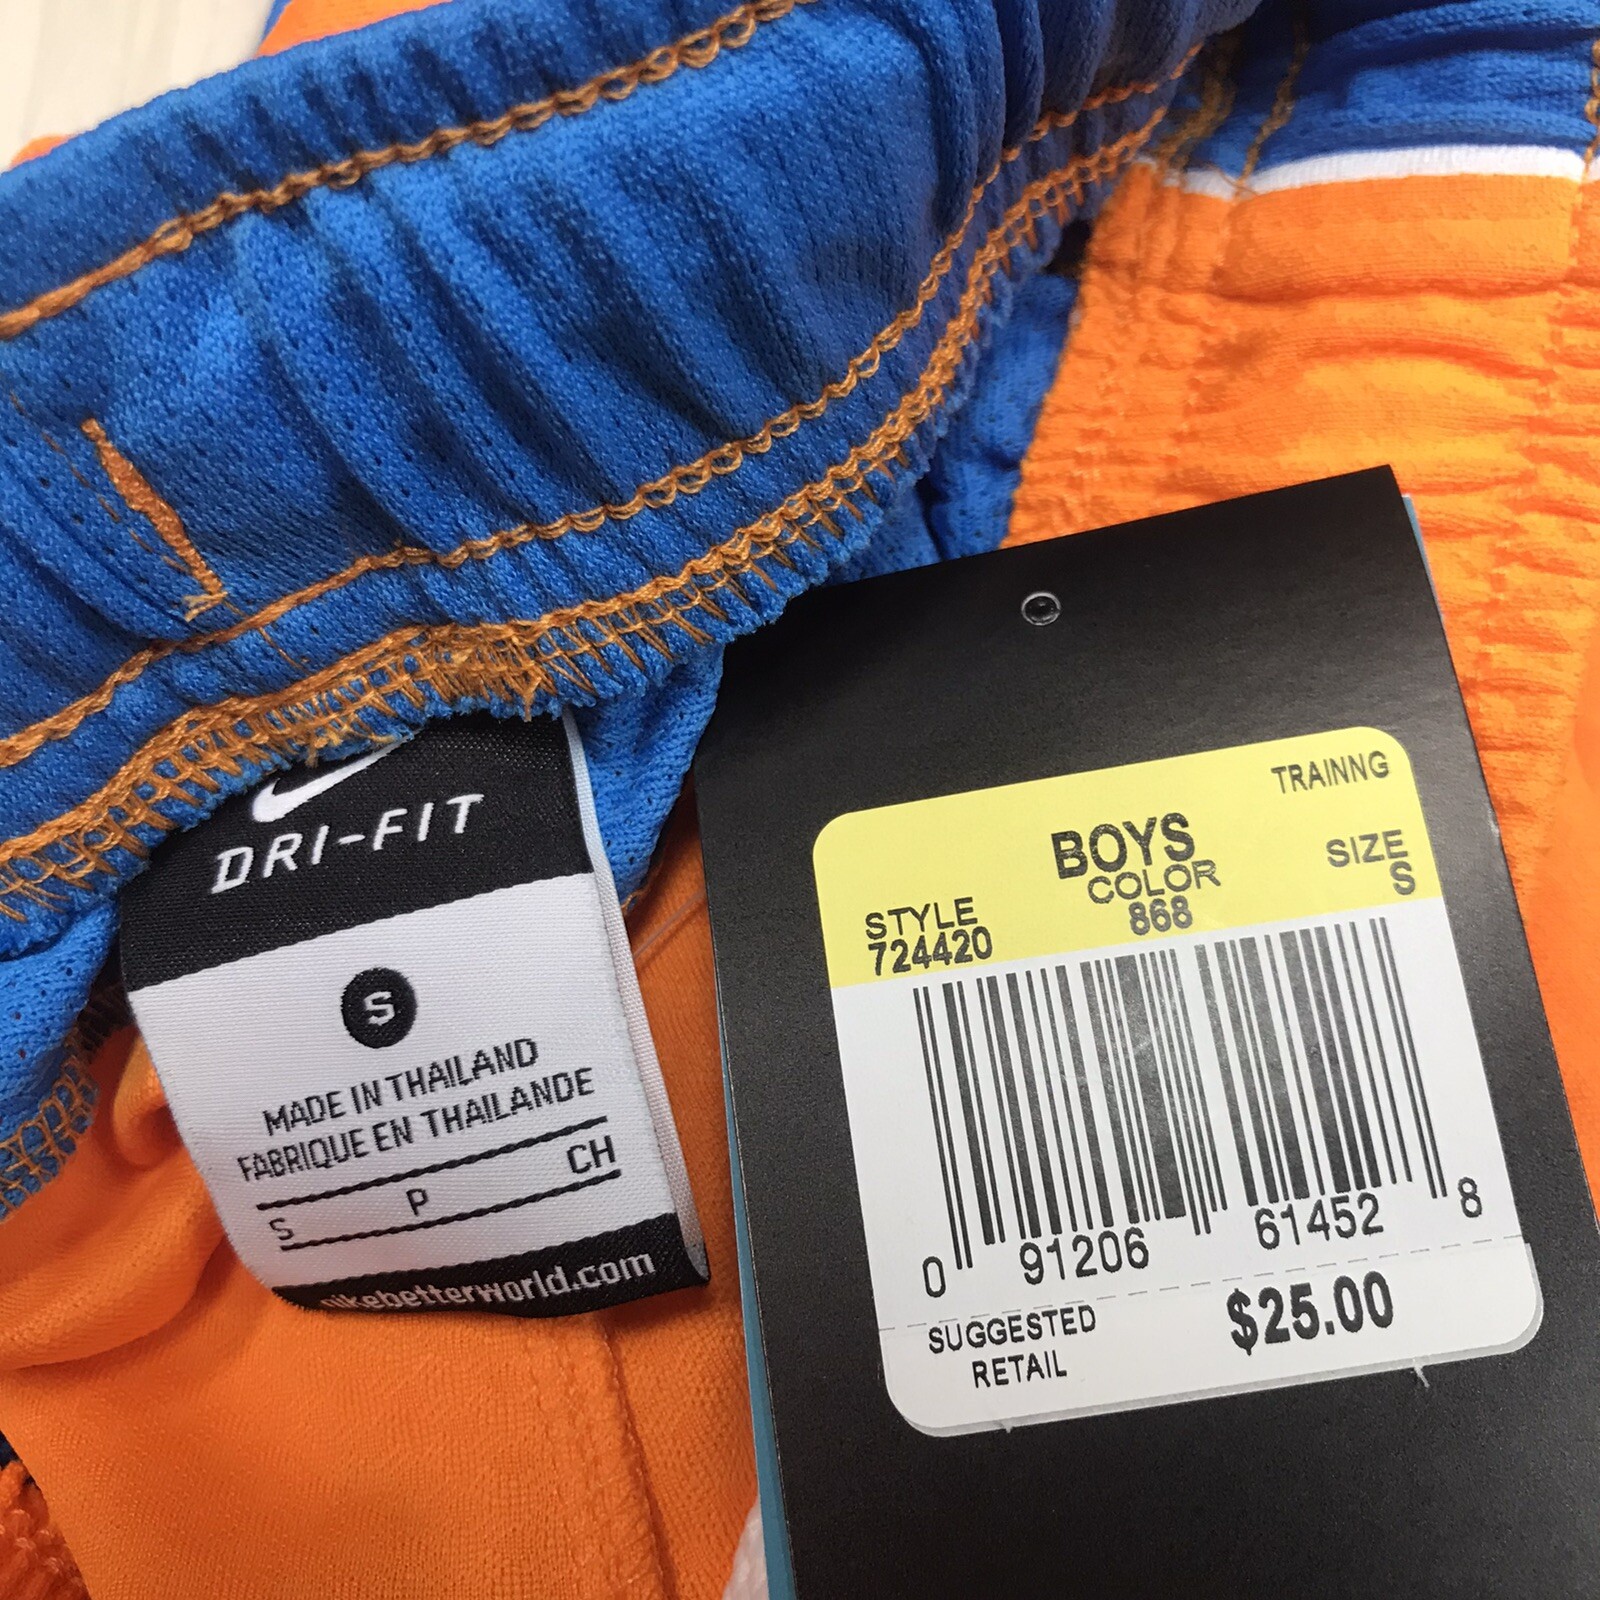 DRI-FIT
S
MADE IN THAILAND
FABRIQUE EN THAILANDE
S P CH
nikebetterworld.com
TRAINNG
BOYS
SIZE
S
COLOR
868
STYLE
724420
0 91206 61452 8
SUGGESTED
RETAIL
$25.00